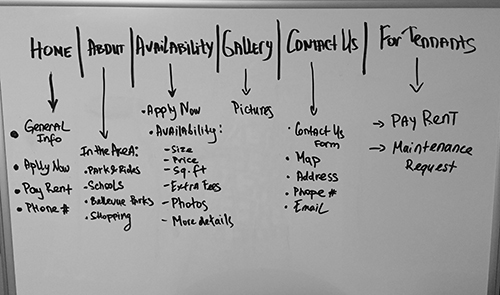 HOME | ABOUT | AVAILABILITY | GALLERY | CONTACT US | FOR TENNANTS
• GENERAL INFO
• Apply Now
• Pay Rent
• Phone #
In the Area:
• Park & Rides
• Schools
• Bellevue Parks
• Shopping
• Apply Now
• Availability:
- Size
- Price
- Sq.ft
- Extra Fees
- Photos
- More details
Pictures
• Contact Us
Form
• Map
• Address
• Phone #
• Email
→ PAY RENT
→ Maintenance
Request